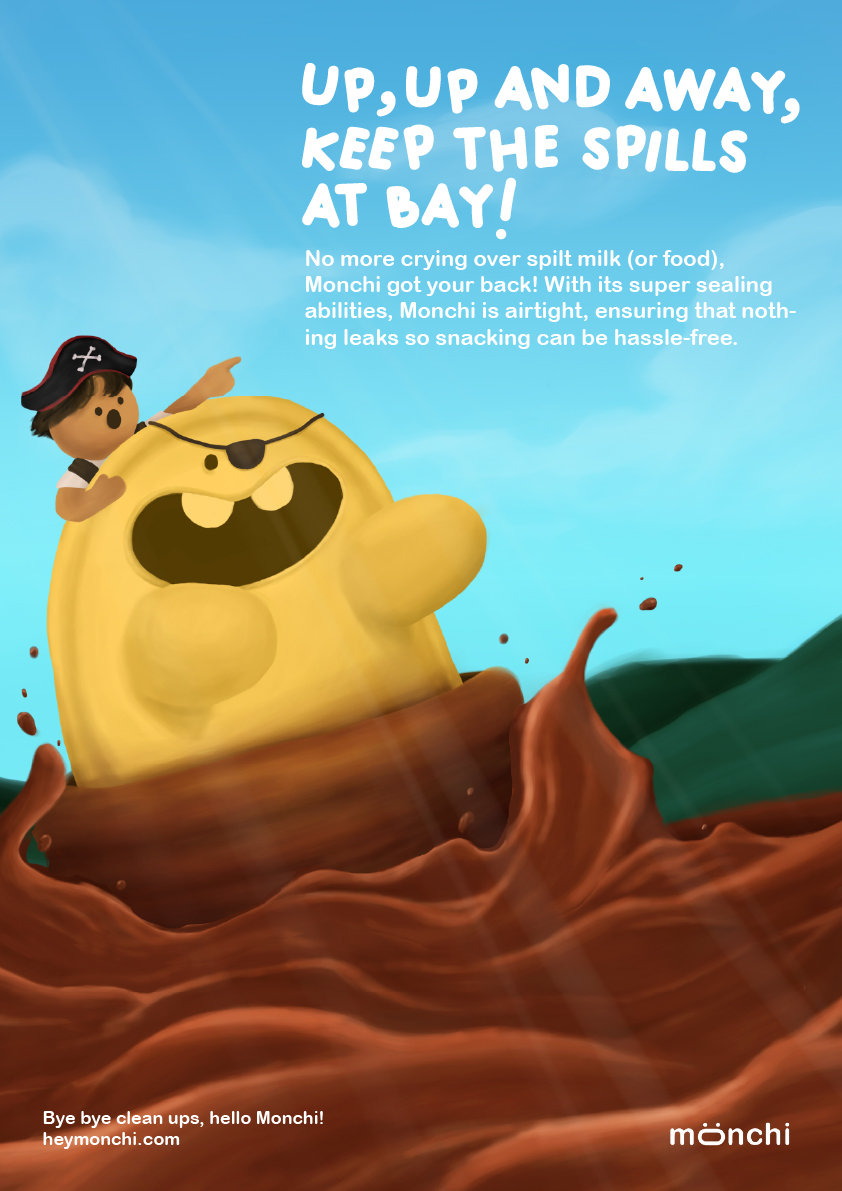 UP, UP AND AWAY,
KEEP THE SPILLS
AT BAY!
No more crying over spilt milk (or food),
Monchi got your back! With its super sealing
abilities, Monchi is airtight, ensuring that noth-
ing leaks so snacking can be hassle-free.
Bye bye clean ups, hello Monchi!
heymonchi.com
mönchi